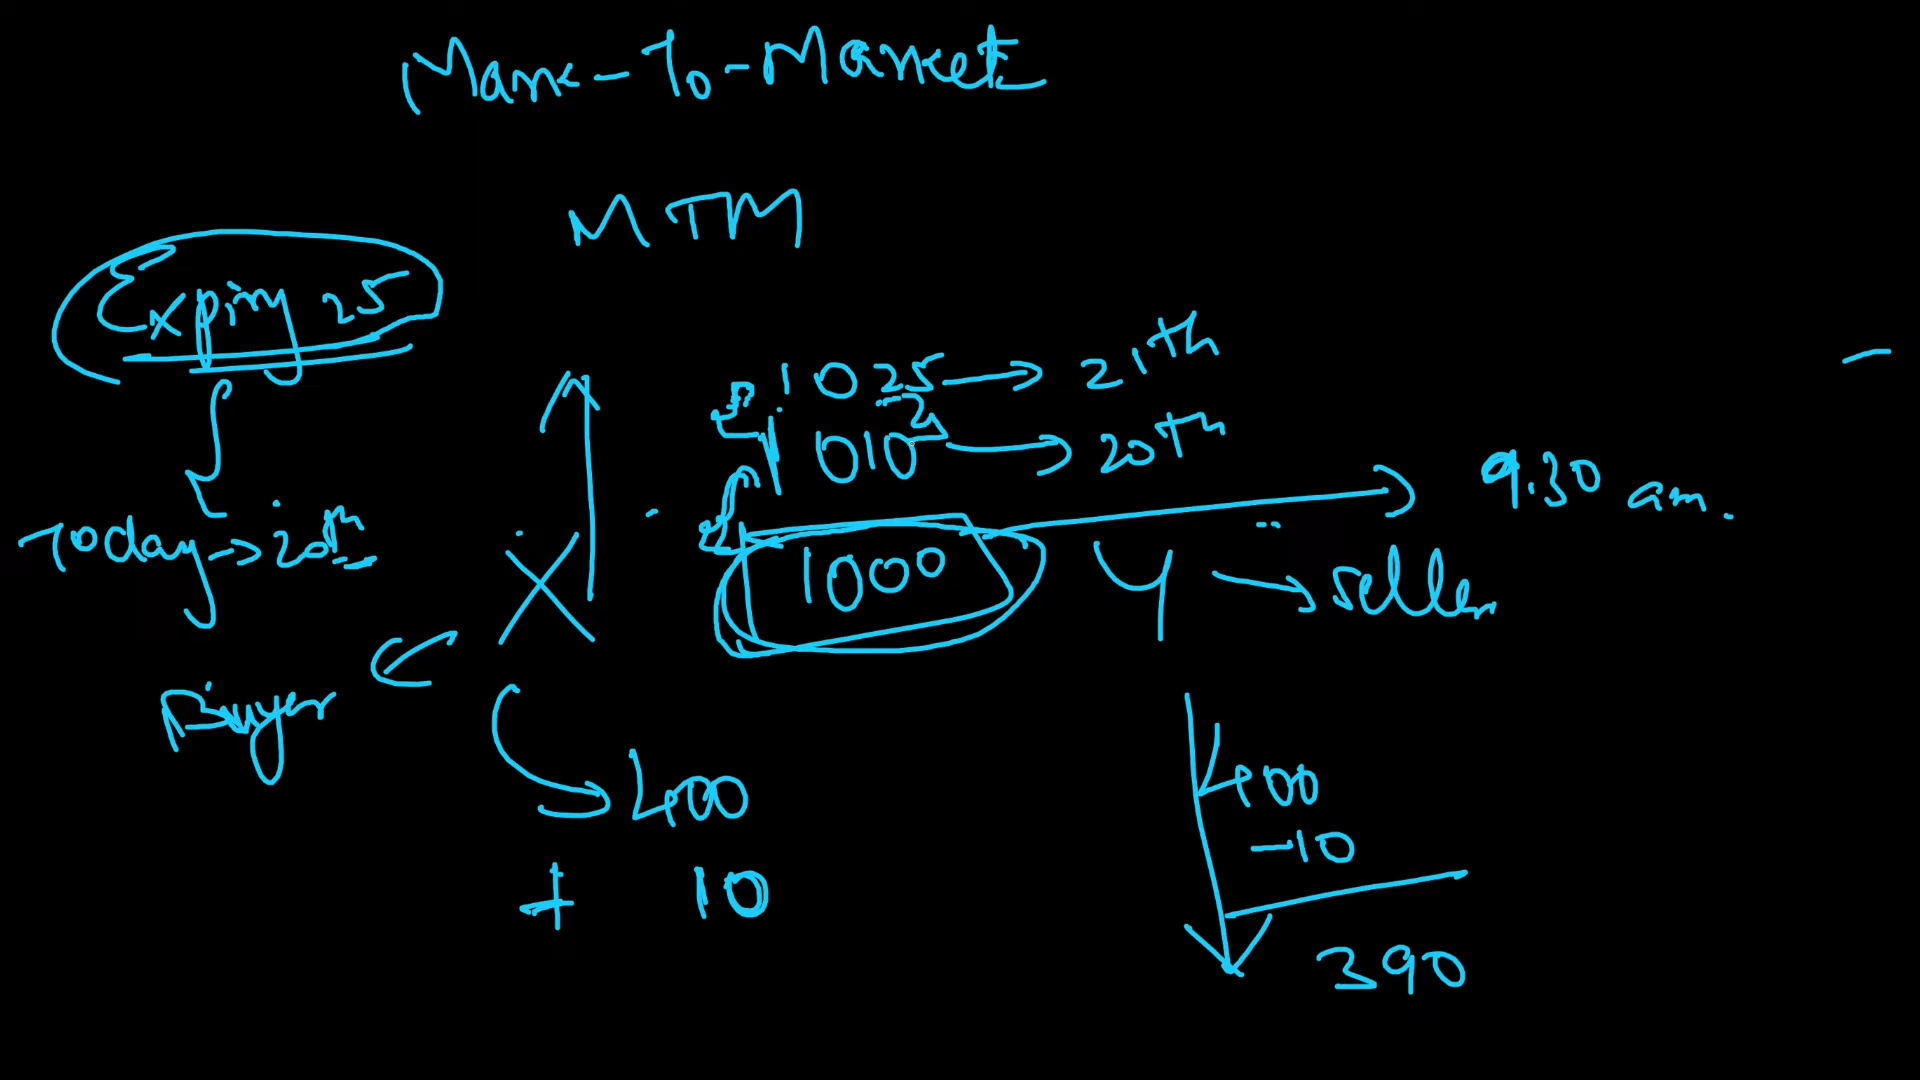 Mark-To-Market
MTM
Expiry 25
1025 → 21th
1010 → 20th
9.30 am.
Today → 20th
X
1000
Y → seller
Buyer
400
+ 10
400
-10
390